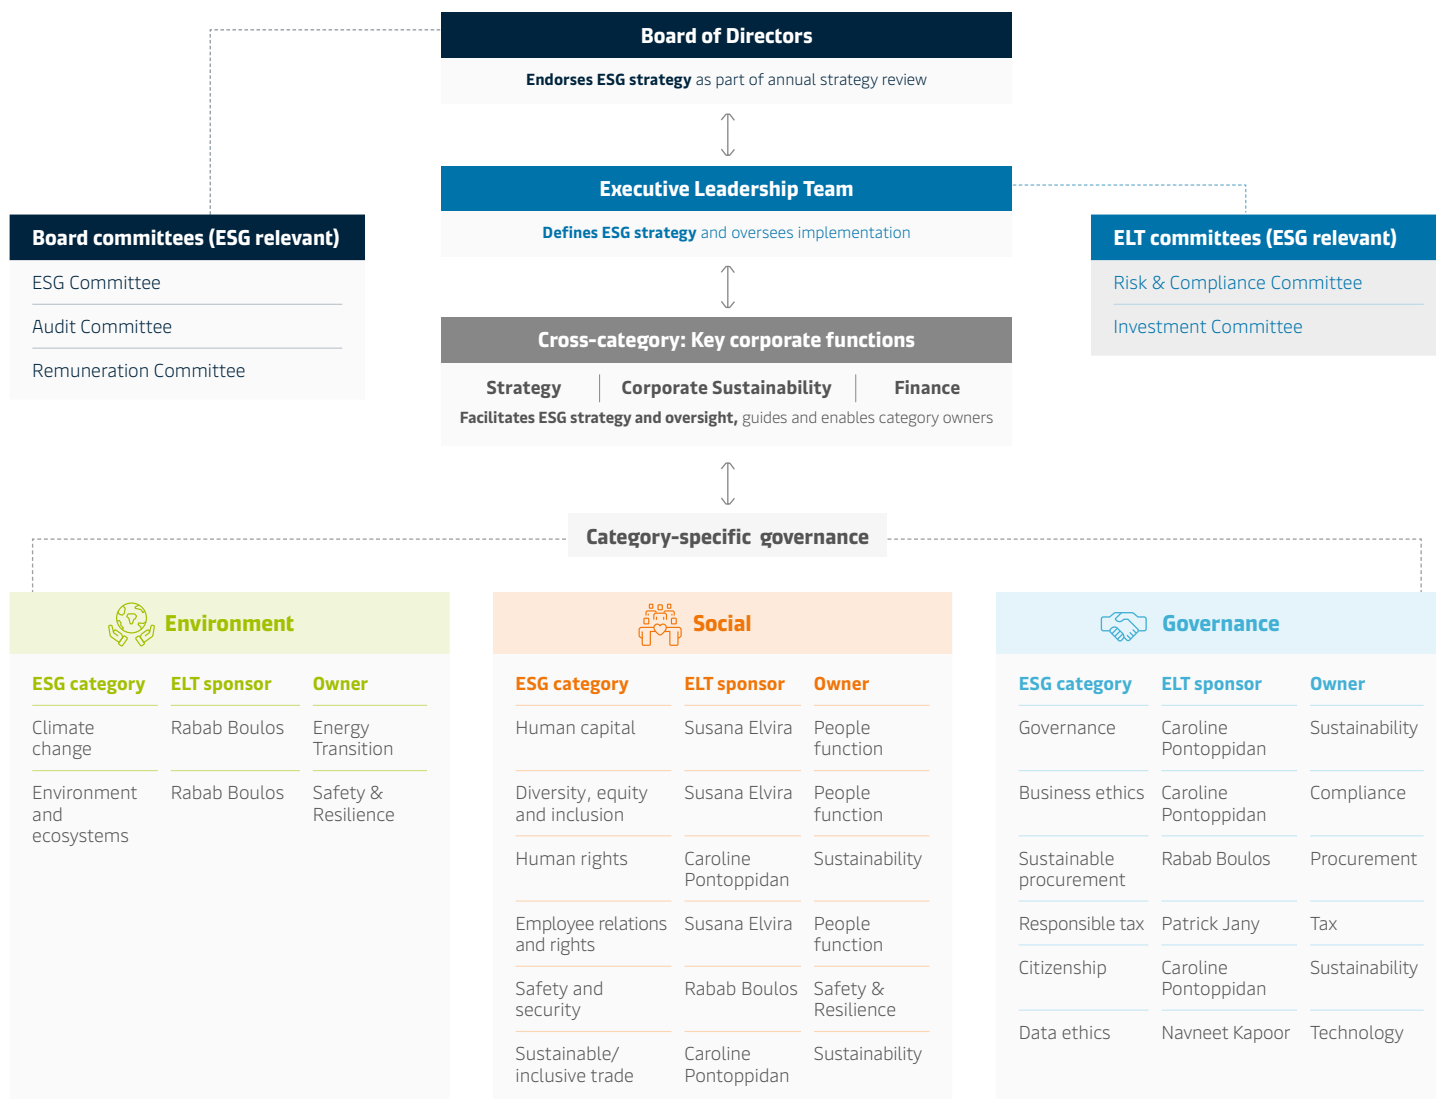 Board of Directors
Endorses ESG strategy as part of annual strategy review
Executive Leadership Team
Defines ESG strategy and oversees implementation
Board committees (ESG relevant)
ESG Committee
Audit Committee
Remuneration Committee
ELT committees (ESG relevant)
Risk & Compliance Committee
Investment Committee
Cross-category: Key corporate functions
Strategy
Corporate Sustainability
Finance
Facilitates ESG strategy and oversight, guides and enables category owners
Category-specific governance
Environment
ESG category
ELT sponsor
Owner
Climate
change
Rabab Boulos
Energy
Transition
Environment
and
ecosystems
Rabab Boulos
Safety &
Resilience
Social
ESG category
ELT sponsor
Owner
Human capital
Susana Elvira
People
function
Diversity, equity
and inclusion
Susana Elvira
People
function
Human rights
Caroline
Pontoppidan
Sustainability
Employee relations
and rights
Susana Elvira
People
function
Safety and
security
Rabab Boulos
Safety &
Resilience
Sustainable/
inclusive trade
Caroline
Pontoppidan
Sustainability
Governance
ESG category
ELT sponsor
Owner
Governance
Caroline
Pontoppidan
Sustainability
Business ethics
Caroline
Pontoppidan
Compliance
Sustainable
procurement
Rabab Boulos
Procurement
Responsible tax
Patrick Jany
Tax
Citizenship
Caroline
Pontoppidan
Sustainability
Data ethics
Navneet Kapoor
Technology